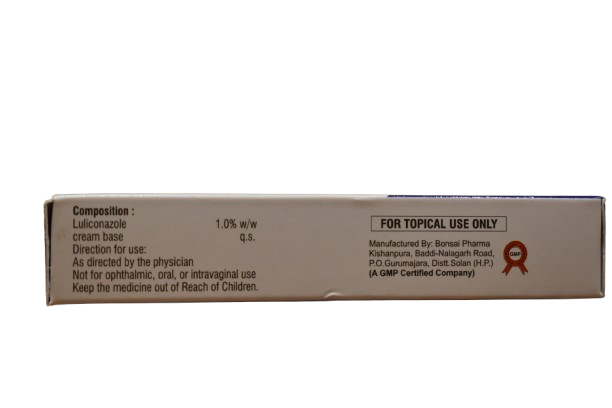 Composition :
Luliconazole 1.0% w/w
cream base q.s.
Direction for use:
As directed by the physician
Not for ophthalmic, oral, or intravaginal use
Keep the medicine out of Reach of Children.
FOR TOPICAL USE ONLY
Manufactured By: Bonsai Pharma
Kishanpura, Baddi-Nalagarh Road,
P.O.Gurumajara, Distt.Solan (H.P.)
(A GMP Certified Company)
GMP